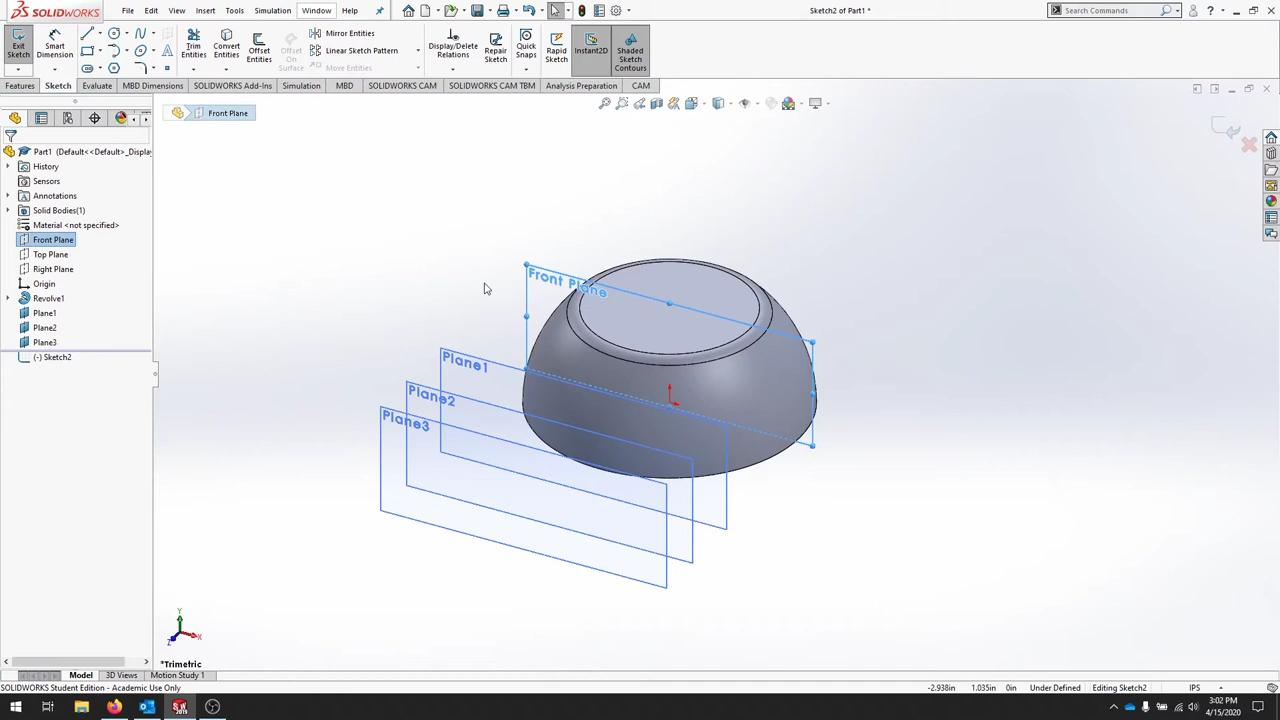 SOLIDWORKS
File Edit View Insert Tools Simulation Window Help
Sketch2 of Part1 *
Search Commands
Exit Sketch
Smart Dimension
Trim Entities
Convert Entities
Offset Entities
Offset On Surface
Mirror Entities
Linear Sketch Pattern
Move Entities
Display/Delete Relations
Repair Sketch
Quick Snaps
Rapid Sketch
Instant2D
Shaded Sketch Contours
Features Sketch Evaluate MBD Dimensions SOLIDWORKS Add-Ins Simulation MBD SOLIDWORKS CAM SOLIDWORKS CAM TBM Analysis Preparation CAM
Front Plane
Part1 (Default<<Default>_Display
History
Sensors
Annotations
Solid Bodies(1)
Material <not specified>
Front Plane
Top Plane
Right Plane
Origin
Revolve1
Plane1
Plane2
Plane3
(-) Sketch2
Front Plane
Plane1
Plane2
Plane3
Y
X
Z
*Trimetric
Model 3D Views Motion Study 1
SOLIDWORKS Student Edition - Academic Use Only
-2.938in 1.035in 0in Under Defined Editing Sketch2 IPS
3:02 PM
4/15/2020